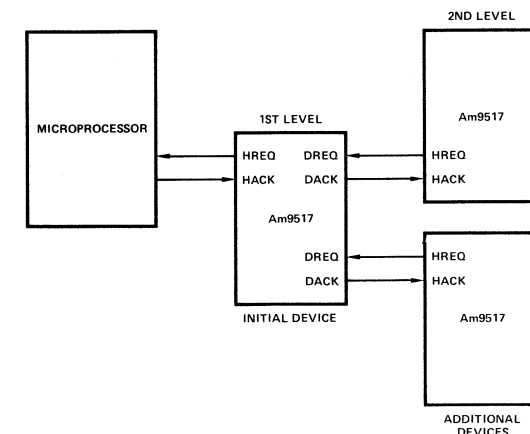 2ND LEVEL
MICROPROCESSOR
1ST LEVEL
Am9517
HREQ DREQ
HACK DACK
Am9517
DREQ
DACK
INITIAL DEVICE
HREQ
HACK
HREQ
HACK
Am9517
ADDITIONAL
DEVICES